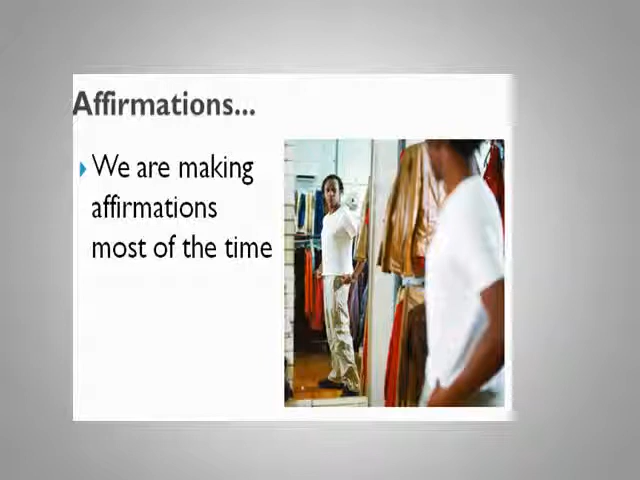 Affirmations...
We are making
affirmations
most of the time